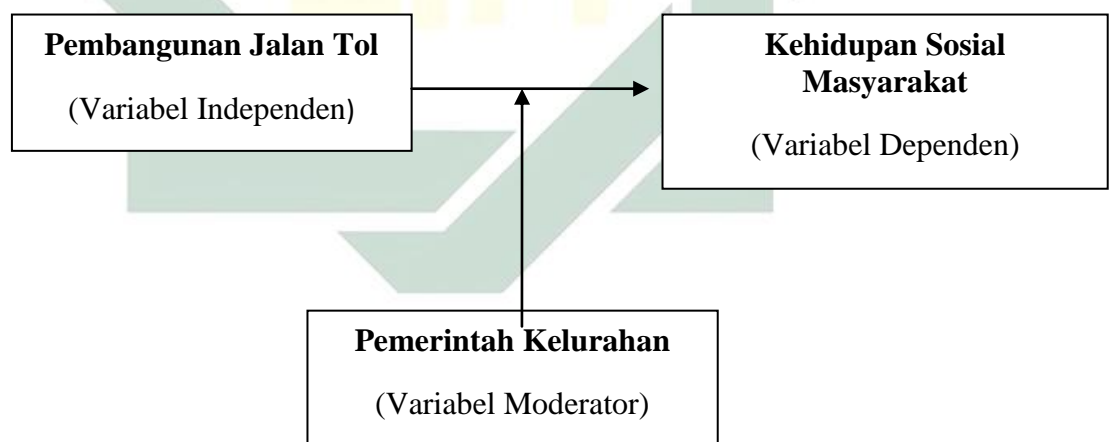 Pembangunan Jalan Tol
(Variabel Independen)
Kehidupan Sosial
Masyarakat
(Variabel Dependen)
Pemerintah Kelurahan
(Variabel Moderator)